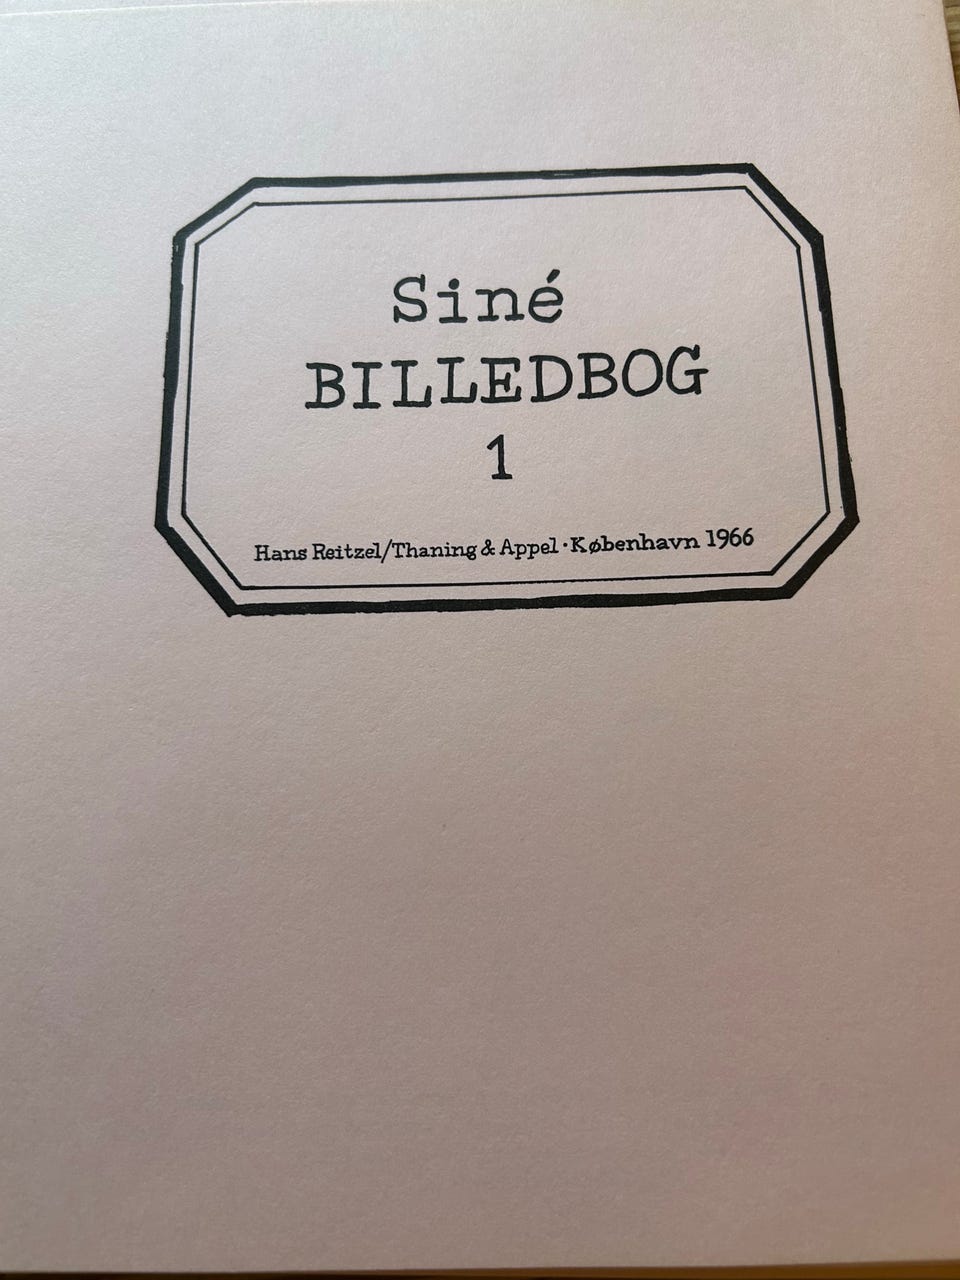 Siné
BILLEDBOG
1
Hans Reitzel/Thaning & Appel·København 1966